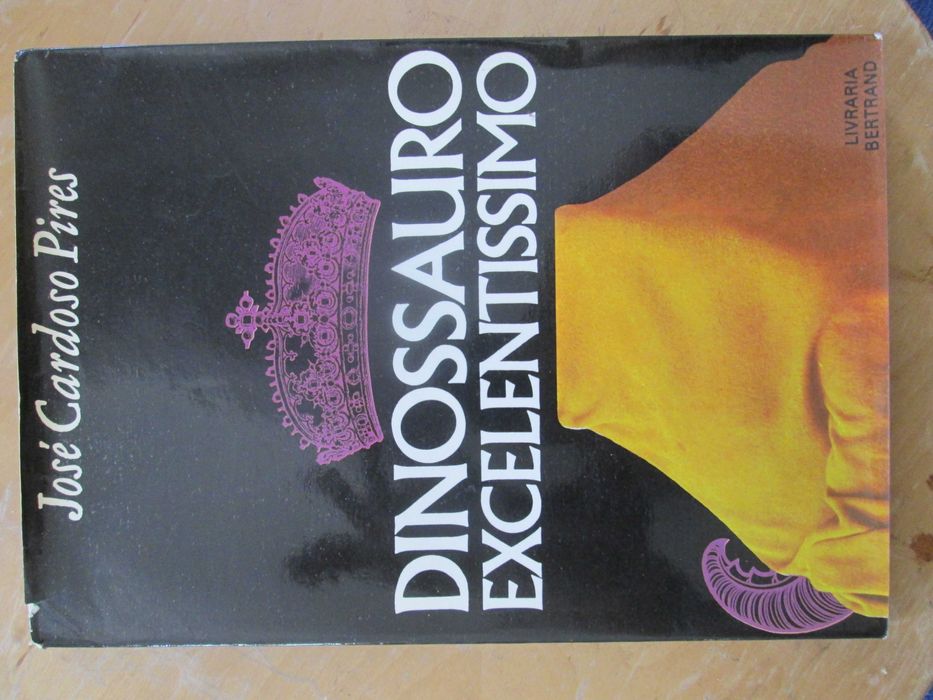 José Cardoso Pires
DINOSSAURO
EXCELENTISSIMO
LIVRARIA
BERTRAND